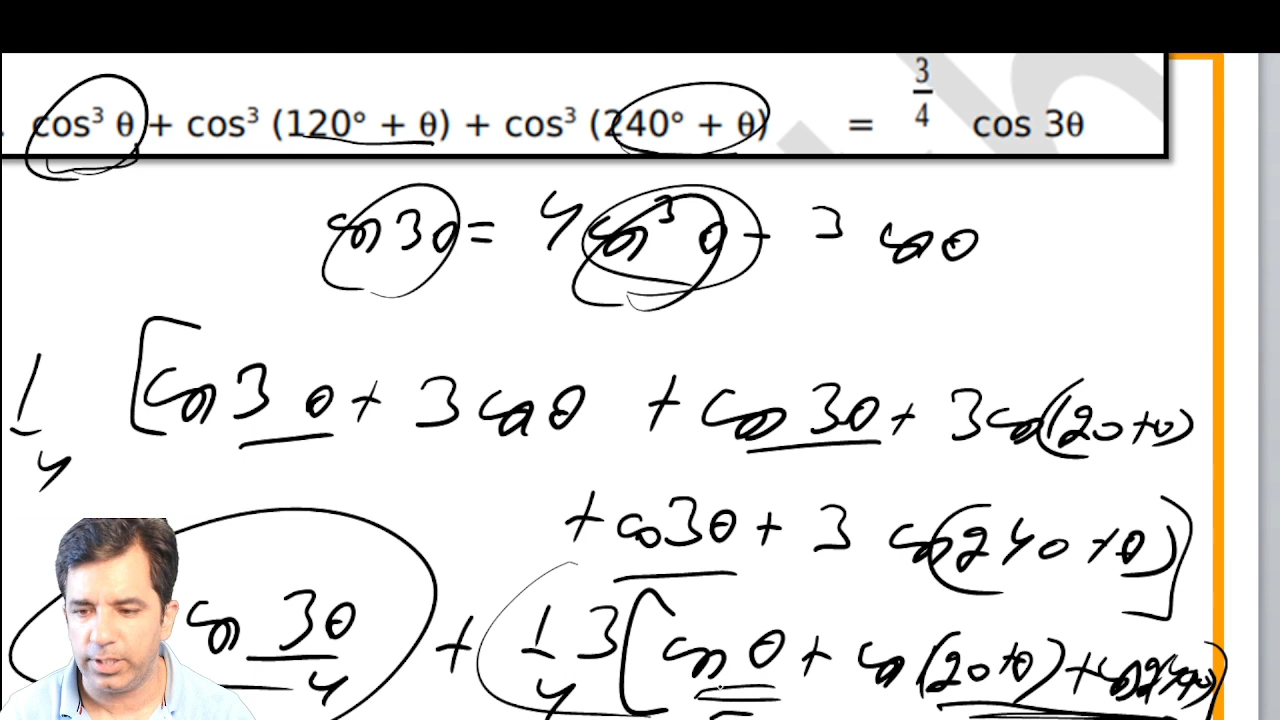 cos³ θ + cos³ (120° + θ) + cos³ (240° + θ) = 3/4 cos 3θ
cos 3θ = 4 cos³ θ - 3 cos θ
1/4 [cos 3θ + 3 cos θ + cos 3θ + 3 cos(120+θ)
+ cos 3θ + 3 cos(240+θ)]
cos 3θ/4 + 1/4 3 [cos θ + cos (120+θ) + cos(240+θ)]